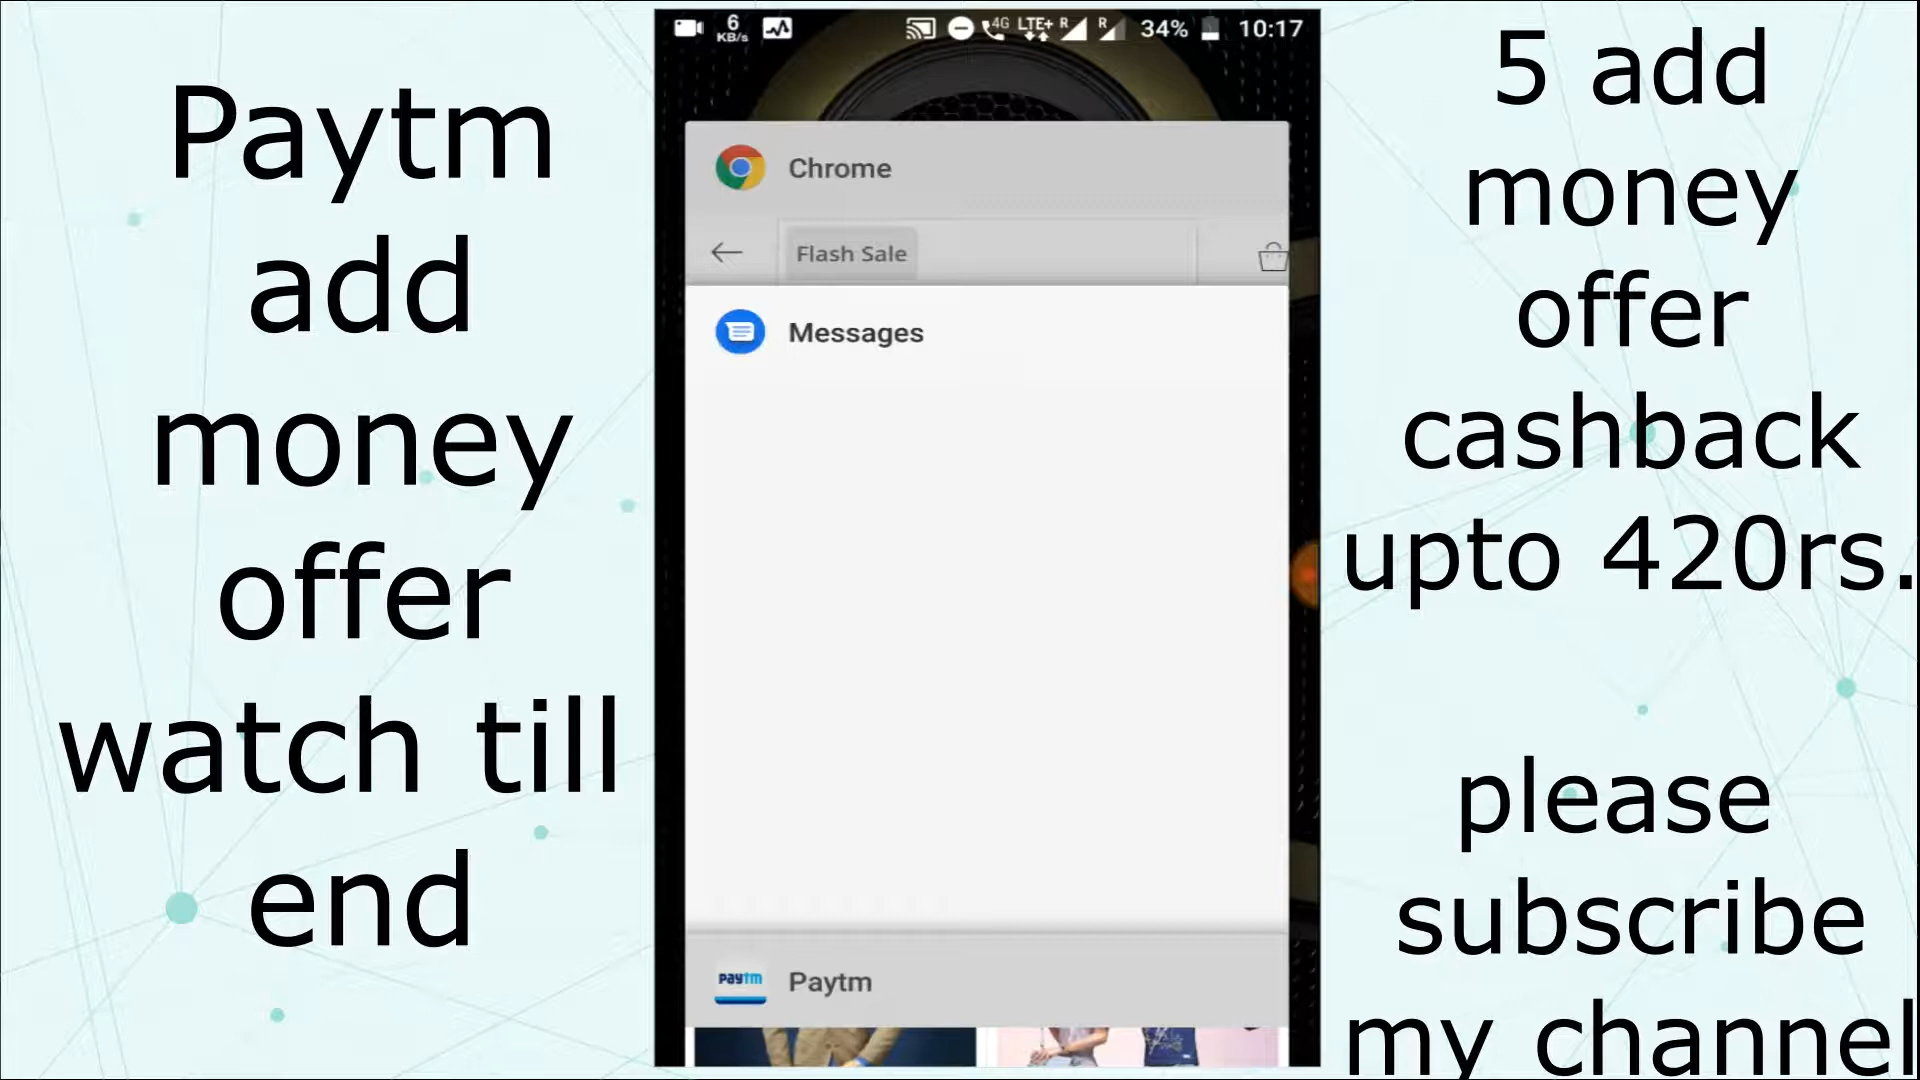 Paytm
add
money
offer
watch till
end
6
KB/s
4G
LTE+
R
R
34%
10:17
Chrome
Flash Sale
Messages
paytm
Paytm
5 add
money
offer
cashback
upto 420rs.
please
subscribe
my channel